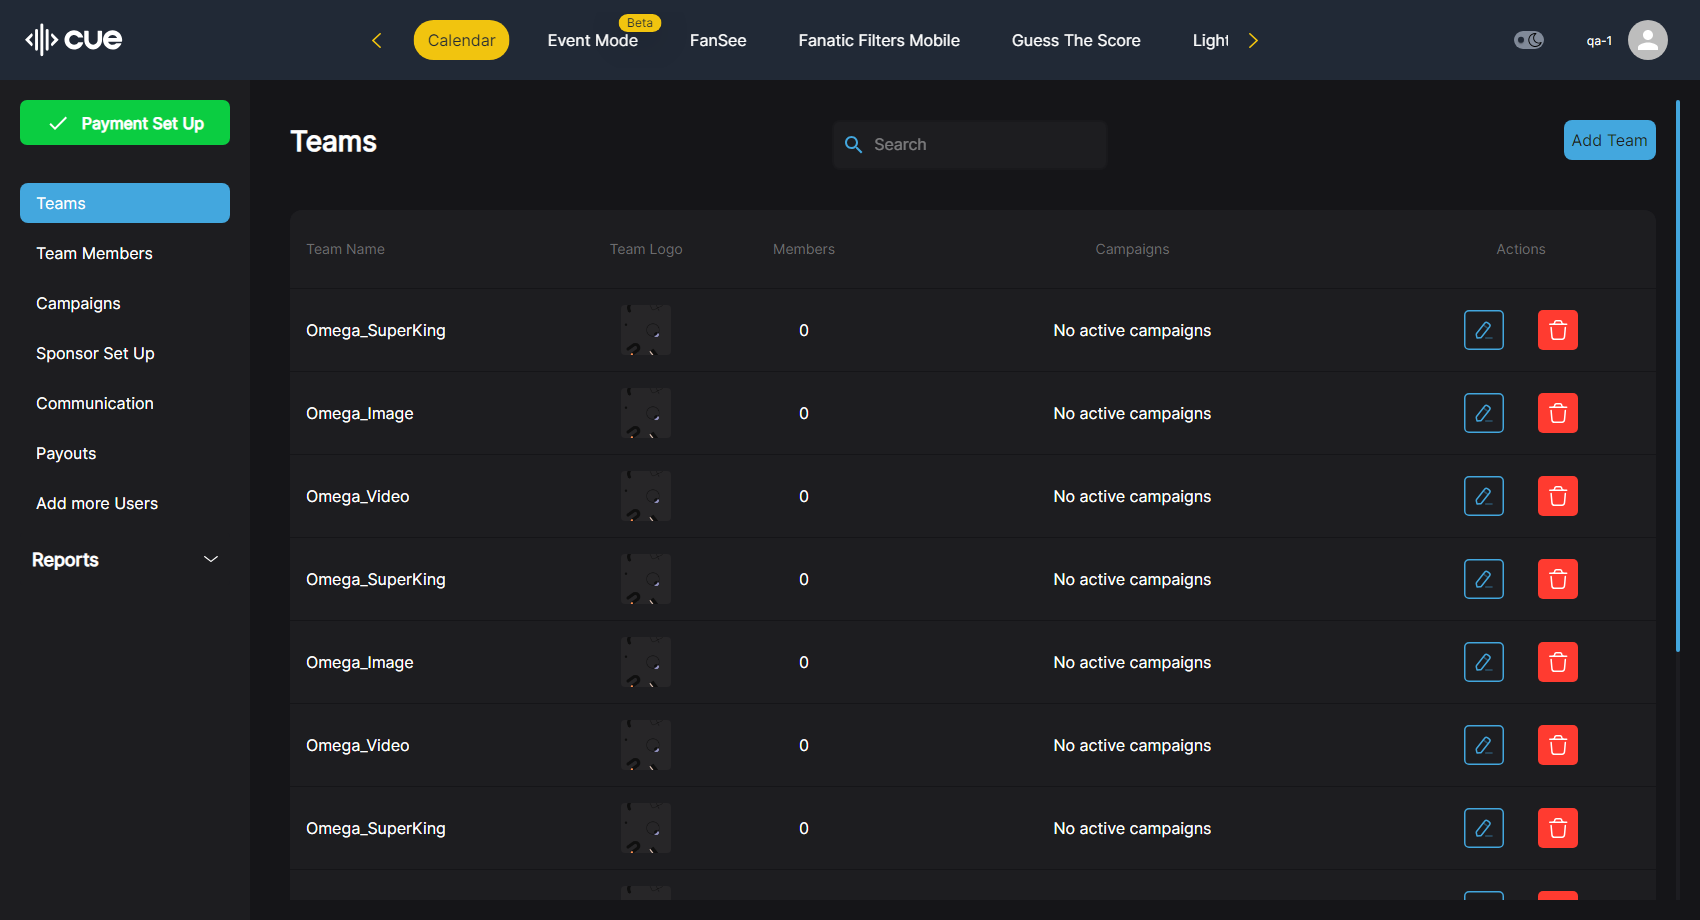 cue
Calendar
Event Mode
Beta
FanSee
Fanatic Filters Mobile
Guess The Score
Light
qa-1
Payment Set Up
Teams
Team Members
Campaigns
Sponsor Set Up
Communication
Payouts
Add more Users
Reports
Teams
Search
Add Team
Team Name Team Logo Members Campaigns Actions
Omega_SuperKing 0 No active campaigns
Omega_Image 0 No active campaigns
Omega_Video 0 No active campaigns
Omega_SuperKing 0 No active campaigns
Omega_Image 0 No active campaigns
Omega_Video 0 No active campaigns
Omega_SuperKing 0 No active campaigns